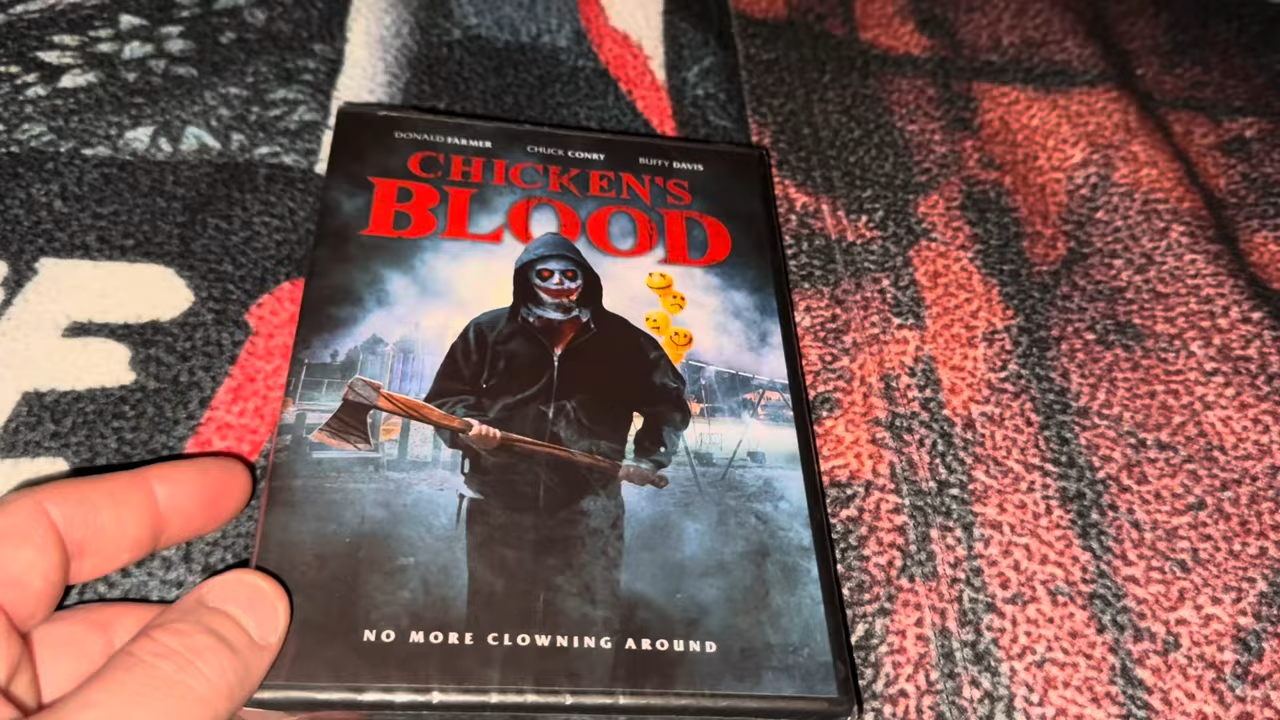 DONALD FARMER CHUCK CONRY BUFFY DAVIS
CHICKEN'S
BLOOD
NO MORE CLOWNING AROUND